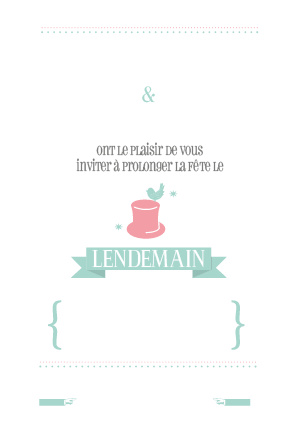 &
ont le plaisir de vous
inviter à prolonger la fête le
LENDEMAIN
{ }